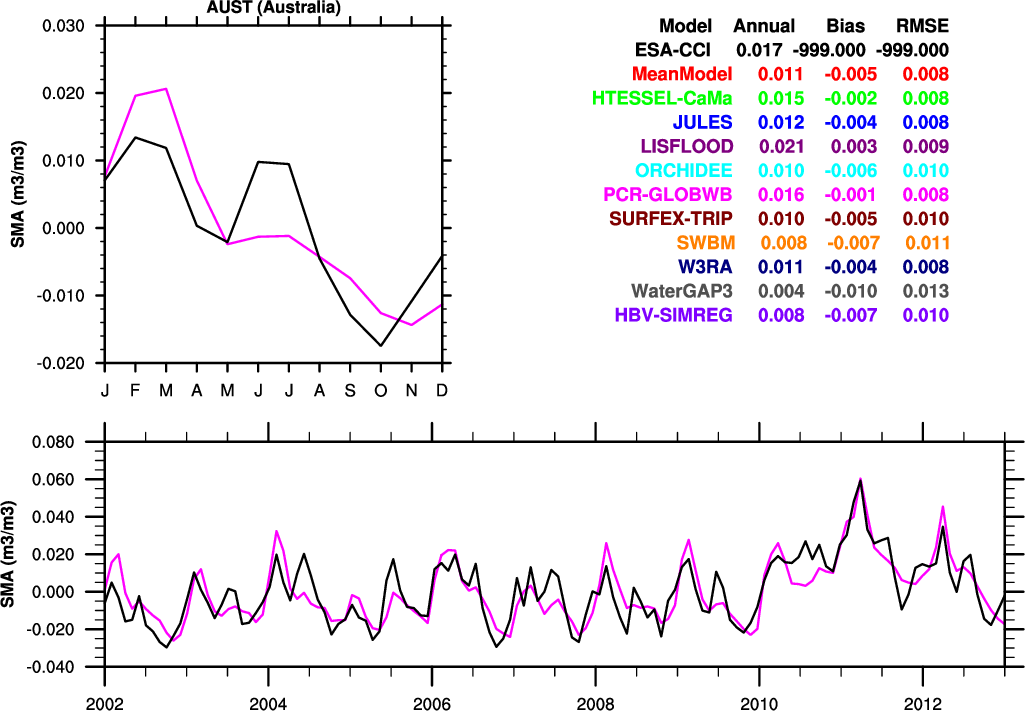 AUST (Australia)
SMA (m3/m3)
0.030
0.020
0.010
0.000
-0.010
-0.020
J F M A M J J A S O N D
Model Annual Bias RMSE
ESA-CCI 0.017 -999.000 -999.000
MeanModel 0.011 -0.005 0.008
HTESSEL-CaMa 0.015 -0.002 0.008
JULES 0.012 -0.004 0.008
LISFLOOD 0.021 0.003 0.009
ORCHIDEE 0.010 -0.006 0.010
PCR-GLOBWB 0.016 -0.001 0.008
SURFEX-TRIP 0.010 -0.005 0.010
SWBM 0.008 -0.007 0.011
W3RA 0.011 -0.004 0.008
WaterGAP3 0.004 -0.010 0.013
HBV-SIMREG 0.008 -0.007 0.010
SMA (m3/m3)
0.080
0.060
0.040
0.020
0.000
-0.020
-0.040
2002 2004 2006 2008 2010 2012